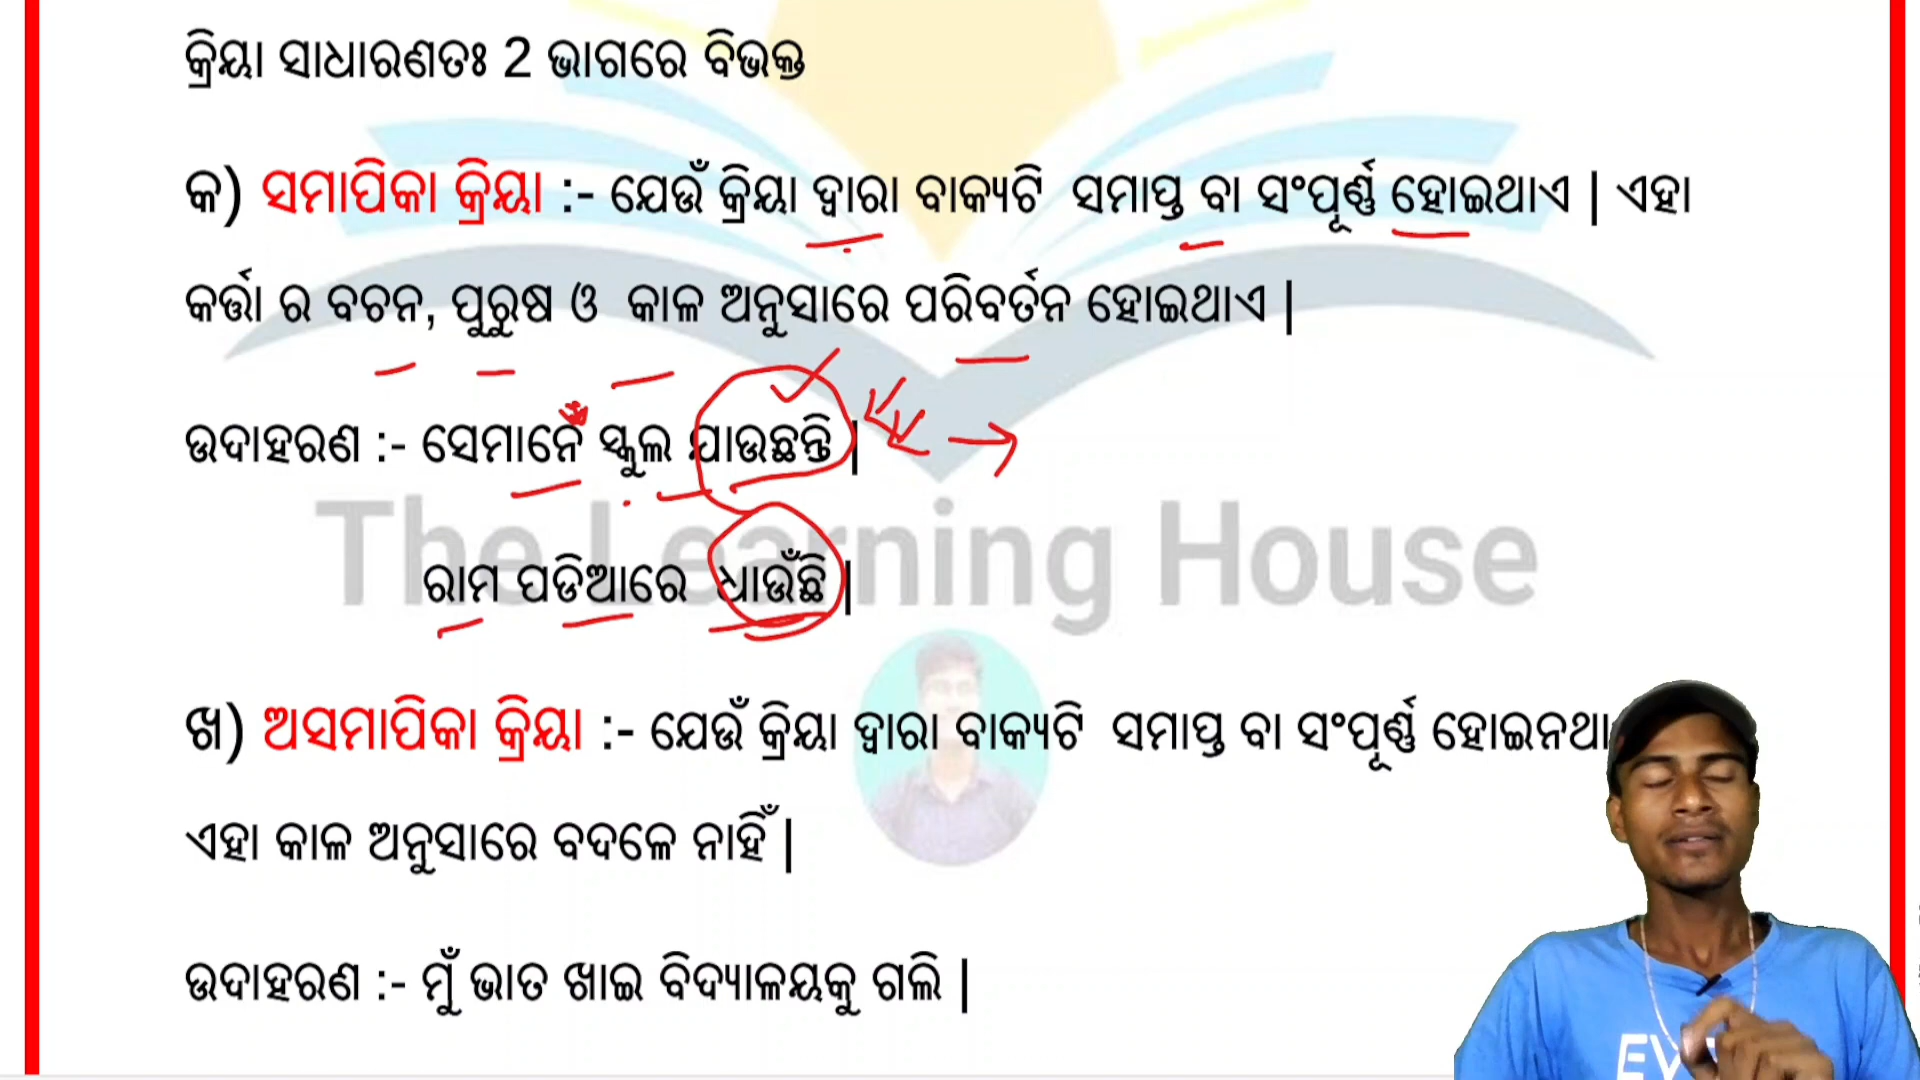 କ୍ରିୟା ସାଧାରଣତଃ 2 ଭାଗରେ ବିଭକ୍ତ
କ) ସମାପିକା କ୍ରିୟା :- ଯେଉଁ କ୍ରିୟା ଦ୍ୱାରା ବାକ୍ୟଟି ସମାପ୍ତ ବା ସଂପୂର୍ଣ୍ଣ ହୋଇଥାଏ | ଏହା
କର୍ତ୍ତା ର ବଚନ, ପୁରୁଷ ଓ କାଳ ଅନୁସାରେ ପରିବର୍ତନ ହୋଇଥାଏ |
ଉଦାହରଣ :- ସେମାନେ ସ୍କୁଲ ଯାଉଛନ୍ତି |
The Learning House
ରାମ ପଡିଆରେ ଧାଉଁଛି |
ଖ) ଅସମାପିକା କ୍ରିୟା :- ଯେଉଁ କ୍ରିୟା ଦ୍ୱାରା ବାକ୍ୟଟି ସମାପ୍ତ ବା ସଂପୂର୍ଣ୍ଣ
ଏହା କାଳ ଅନୁସାରେ ବଦଳେ ନାହିଁ |
ଉଦାହରଣ :- ମୁଁ ଭାତ ଖାଇ ବିଦ୍ୟାଳୟକୁ ଗଲି |